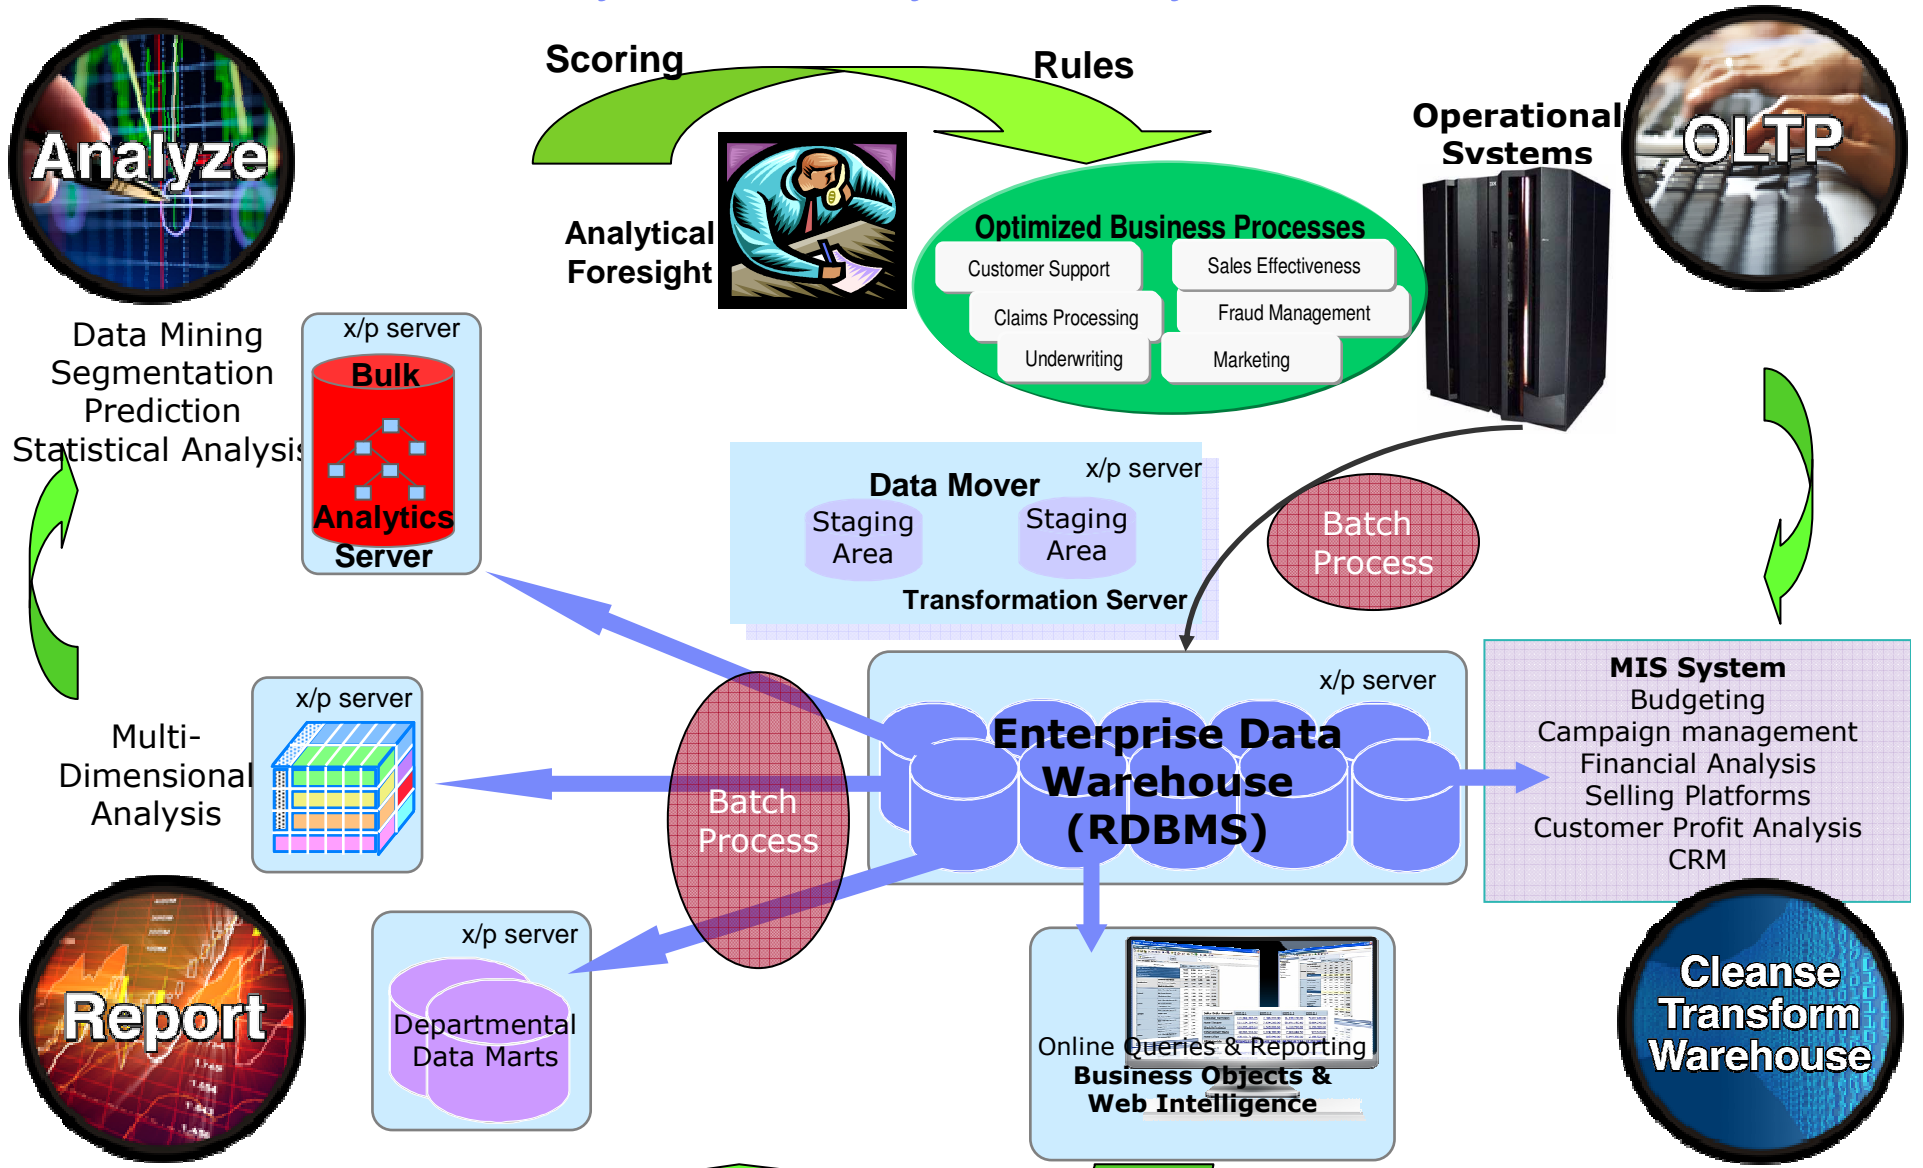 Scoring
Rules
Analyze
OLTP
Operational
Systems
Analytical
Foresight
Optimized Business Processes
Customer Support
Sales Effectiveness
Claims Processing
Fraud Management
Underwriting
Marketing
Data Mining
Segmentation
Prediction
Statistical Analysis
x/p server
Bulk
Analytics
Server
x/p server
Data Mover
Staging
Area
Staging
Area
Transformation Server
Batch
Process
x/p server
Enterprise Data
Warehouse
(RDBMS)
MIS System
Budgeting
Campaign management
Financial Analysis
Selling Platforms
Customer Profit Analysis
CRM
x/p server
Multi-
Dimensional
Analysis
Batch
Process
Report
x/p server
Departmental
Data Marts
Online Queries & Reporting
Business Objects &
Web Intelligence
Cleanse
Transform
Warehouse